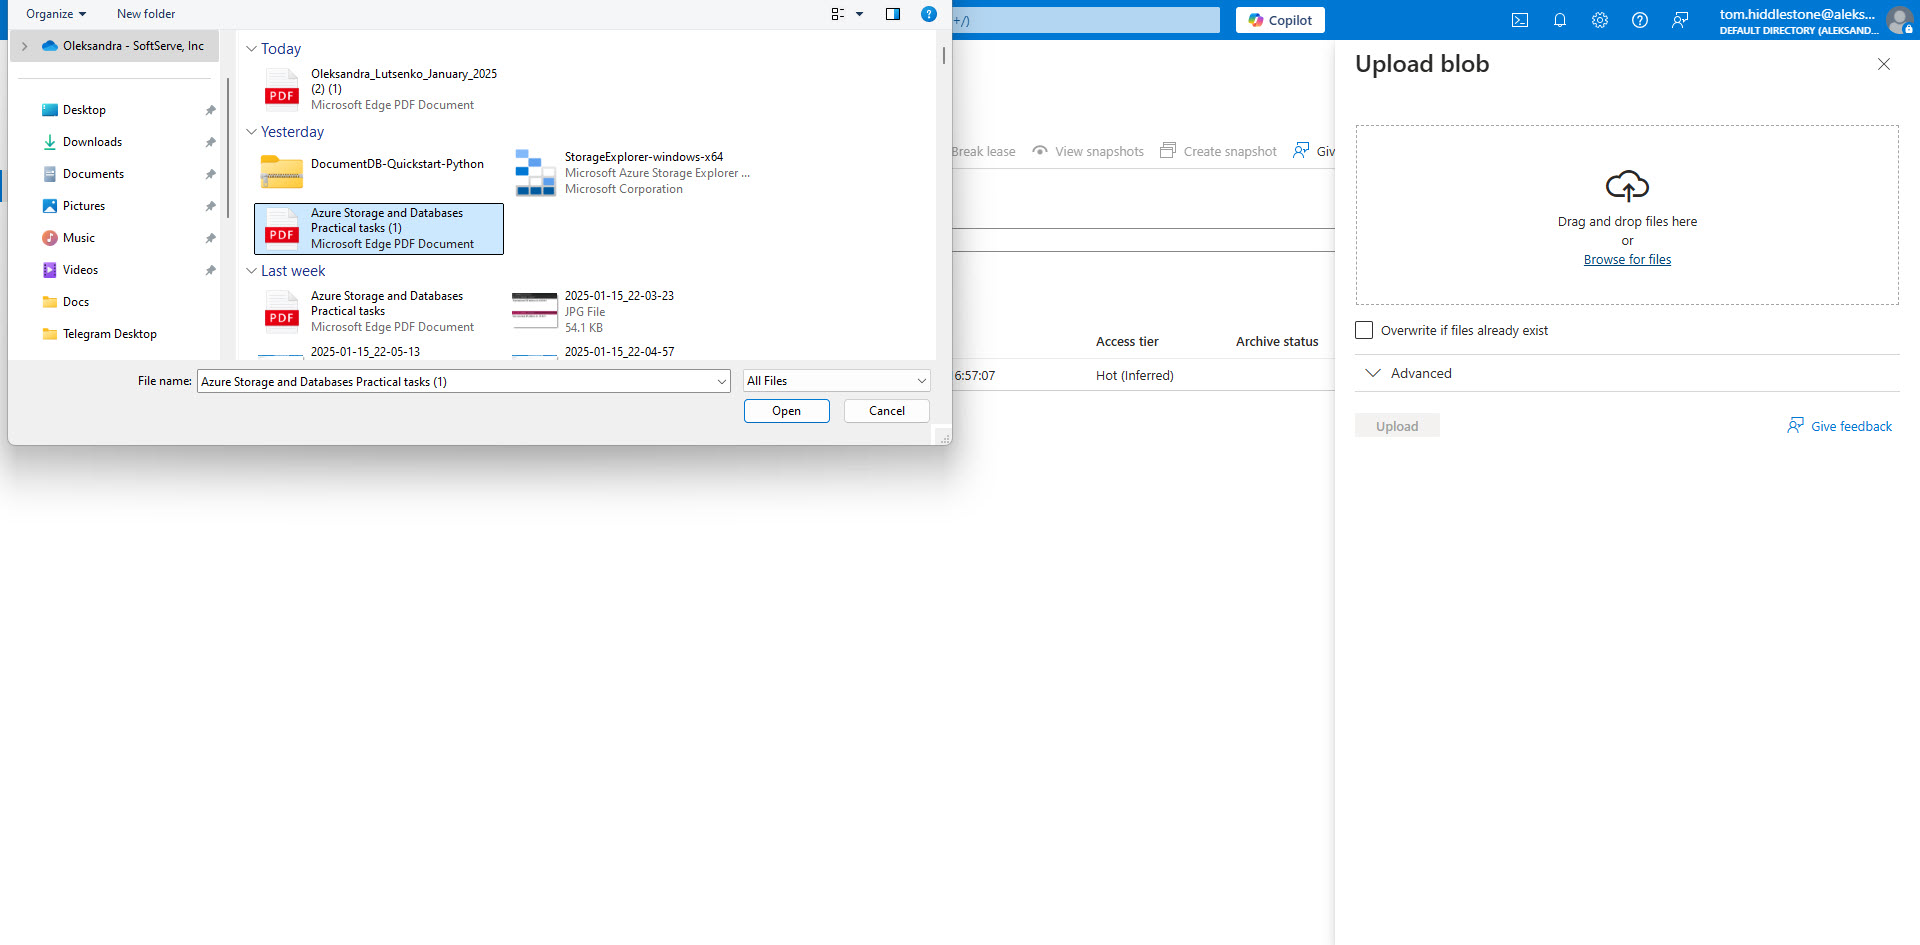 Organize
New folder
Oleksandra - SoftServe, Inc
Desktop
Downloads
Documents
Pictures
Music
Videos
Docs
Telegram Desktop
Today
PDF
Oleksandra_Lutsenko_January_2025
(2) (1)
Microsoft Edge PDF Document
Yesterday
DocumentDB-Quickstart-Python
StorageExplorer-windows-x64
Microsoft Azure Storage Explorer ...
Microsoft Corporation
PDF
Azure Storage and Databases
Practical tasks (1)
Microsoft Edge PDF Document
Last week
PDF
Azure Storage and Databases
Practical tasks
Microsoft Edge PDF Document
2025-01-15_22-03-23
JPG File
54.1 KB
2025-01-15_22-05-13
2025-01-15_22-04-57
File name: Azure Storage and Databases Practical tasks (1)
All Files
Open
Cancel
+/)
Copilot
tom.hiddlestone@aleks...
DEFAULT DIRECTORY (ALEKSAND...
Break lease
View snapshots
Create snapshot
Giv
Access tier
Archive status
6:57:07
Hot (Inferred)
Upload blob
Drag and drop files here
or
Browse for files
Overwrite if files already exist
Advanced
Upload
Give feedback